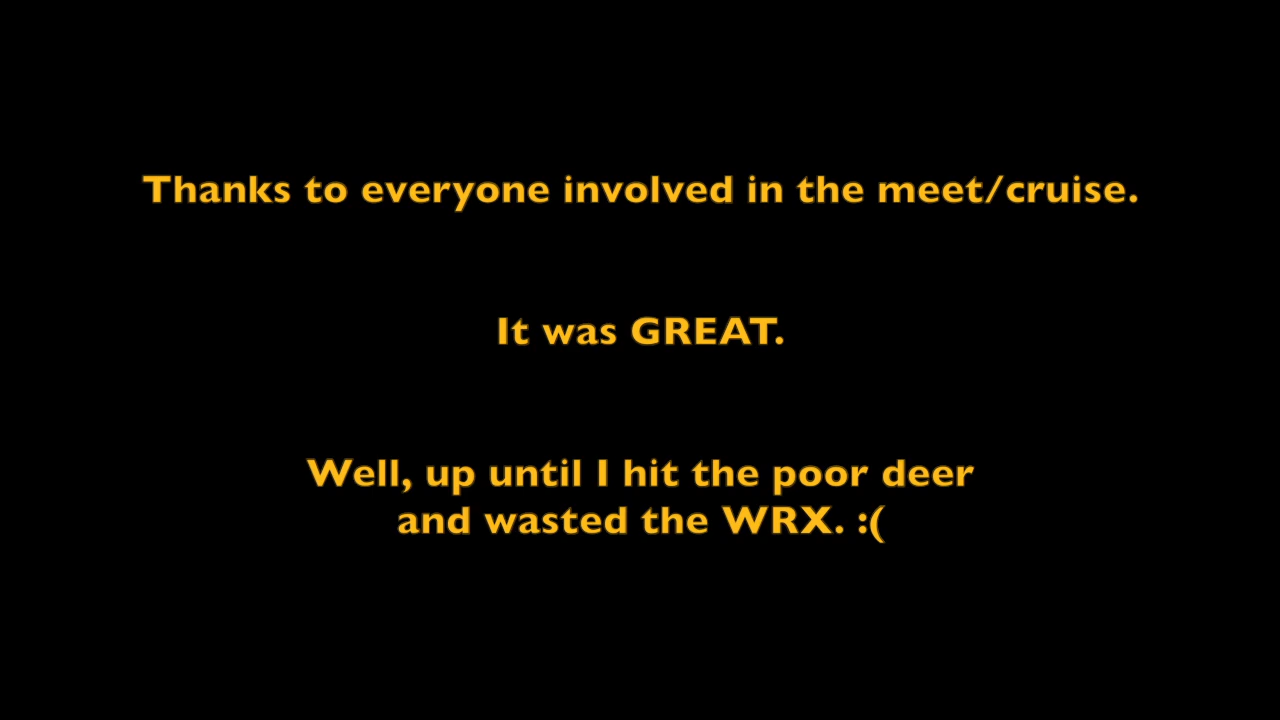 Thanks to everyone involved in the meet/cruise.
It was GREAT.
Well, up until I hit the poor deer
and wasted the WRX. :(